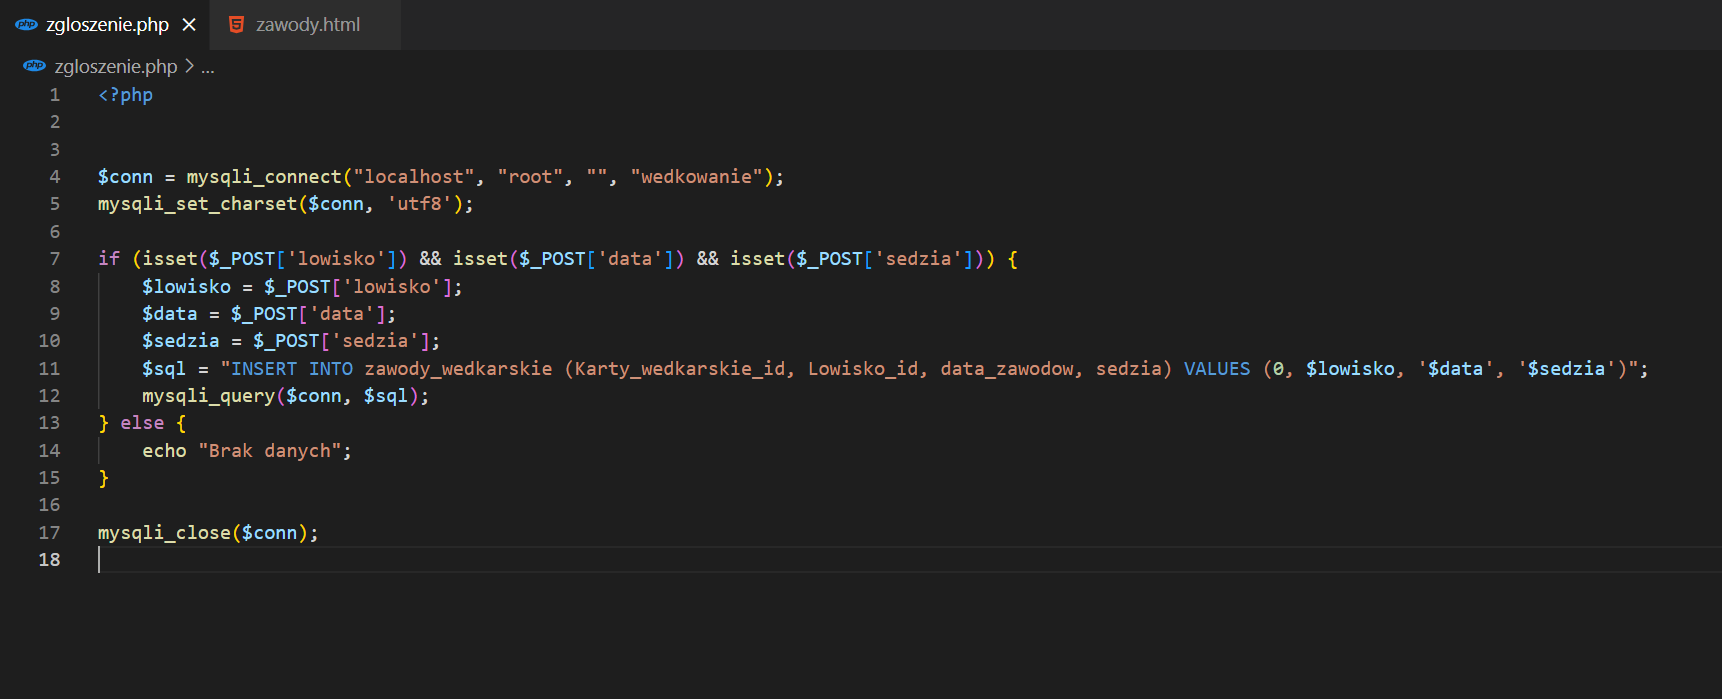 php zgloszenie.php × zawody.html
php zgloszenie.php > ...
1 <?php
2
3
4 $conn = mysqli_connect("localhost", "root", "", "wedkowanie");
5 mysqli_set_charset($conn, 'utf8');
6
7 if (isset($_POST['lowisko']) && isset($_POST['data']) && isset($_POST['sedzia'])) {
8     $lowisko = $_POST['lowisko'];
9     $data = $_POST['data'];
10     $sedzia = $_POST['sedzia'];
11     $sql = "INSERT INTO zawody_wedkarskie (Karty_wedkarskie_id, Lowisko_id, data_zawodow, sedzia) VALUES (0, $lowisko, '$data', '$sedzia')";
12     mysqli_query($conn, $sql);
13 } else {
14     echo "Brak danych";
15 }
16
17 mysqli_close($conn);
18